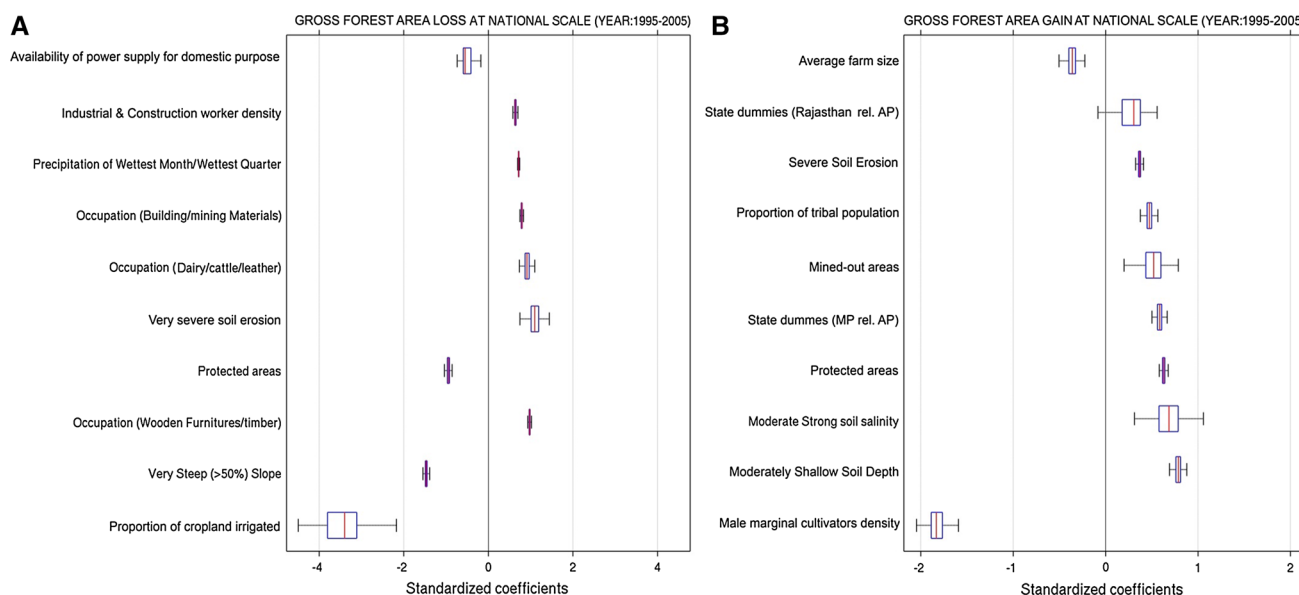 A
GROSS FOREST AREA LOSS AT NATIONAL SCALE (YEAR:1995-2005)
Availability of power supply for domestic purpose
Industrial & Construction worker density
Precipitation of Wettest Month/Wettest Quarter
Occupation (Building/mining Materials)
Occupation (Dairy/cattle/leather)
Very severe soil erosion
Protected areas
Occupation (Wooden Furnitures/timber)
Very Steep (>50%) Slope
Proportion of cropland irrigated
-4 -2 0 2 4
Standardized coefficients
B
GROSS FOREST AREA GAIN AT NATIONAL SCALE (YEAR:1995-2005
Average farm size
State dummies (Rajasthan rel. AP)
Severe Soil Erosion
Proportion of tribal population
Mined-out areas
State dummes (MP rel. AP)
Protected areas
Moderate Strong soil salinity
Moderately Shallow Soil Depth
Male marginal cultivators density
-2 -1 0 1 2
Standardized coefficients